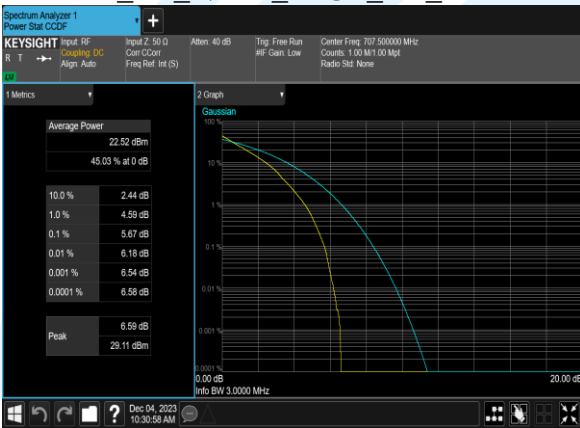 Spectrum Analyzer 1
Power Stat CCDF
+
KEYSIGHT
R T
LV
Input: RF
Coupling: DC
Align: Auto
Input Z: 50 Ω
Corr CCorr
Freq Ref: Int (S)
Atten: 40 dB
Trig: Free Run
#IF Gain: Low
Center Freq: 707.500000 MHz
Counts: 1.00 M/1.00 Mpt
Radio Std: None
1 Metrics
Average Power
22.52 dBm
45.03 % at 0 dB
10.0 % 2.44 dB
1.0 % 4.59 dB
0.1 % 5.67 dB
0.01 % 6.18 dB
0.001 % 6.54 dB
0.0001 % 6.58 dB
Peak
6.59 dB
29.11 dBm
2 Graph
Gaussian
100 %
10 %
1 %
0.1 %
0.01 %
0.001 %
0.0001 %
0.00 dB
20.00 dB
Info BW 3.0000 MHz
?
Dec 04, 2023
10:30:58 AM